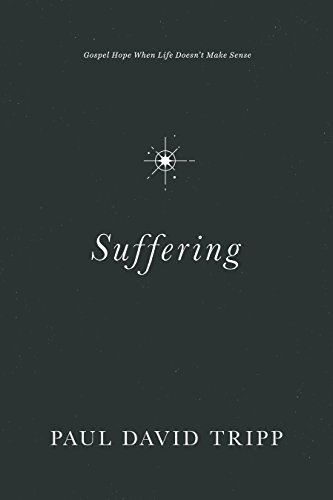 Gospel Hope When Life Doesn't Make Sense
Suffering
PAUL DAVID TRIPP